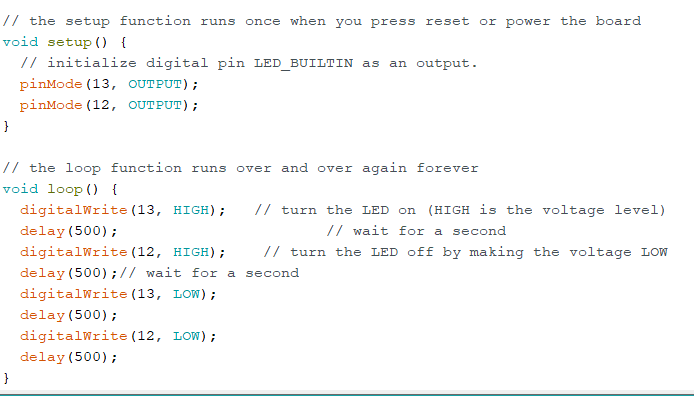 // the setup function runs once when you press reset or power the board
void setup() {
  // initialize digital pin LED_BUILTIN as an output.
  pinMode(13, OUTPUT);
  pinMode(12, OUTPUT);
}

// the loop function runs over and over again forever
void loop() {
  digitalWrite(13, HIGH);   // turn the LED on (HIGH is the voltage level)
  delay(500);                       // wait for a second
  digitalWrite(12, HIGH);    // turn the LED off by making the voltage LOW
  delay(500);// wait for a second
  digitalWrite(13, LOW);
  delay(500);
  digitalWrite(12, LOW);
  delay(500);
}